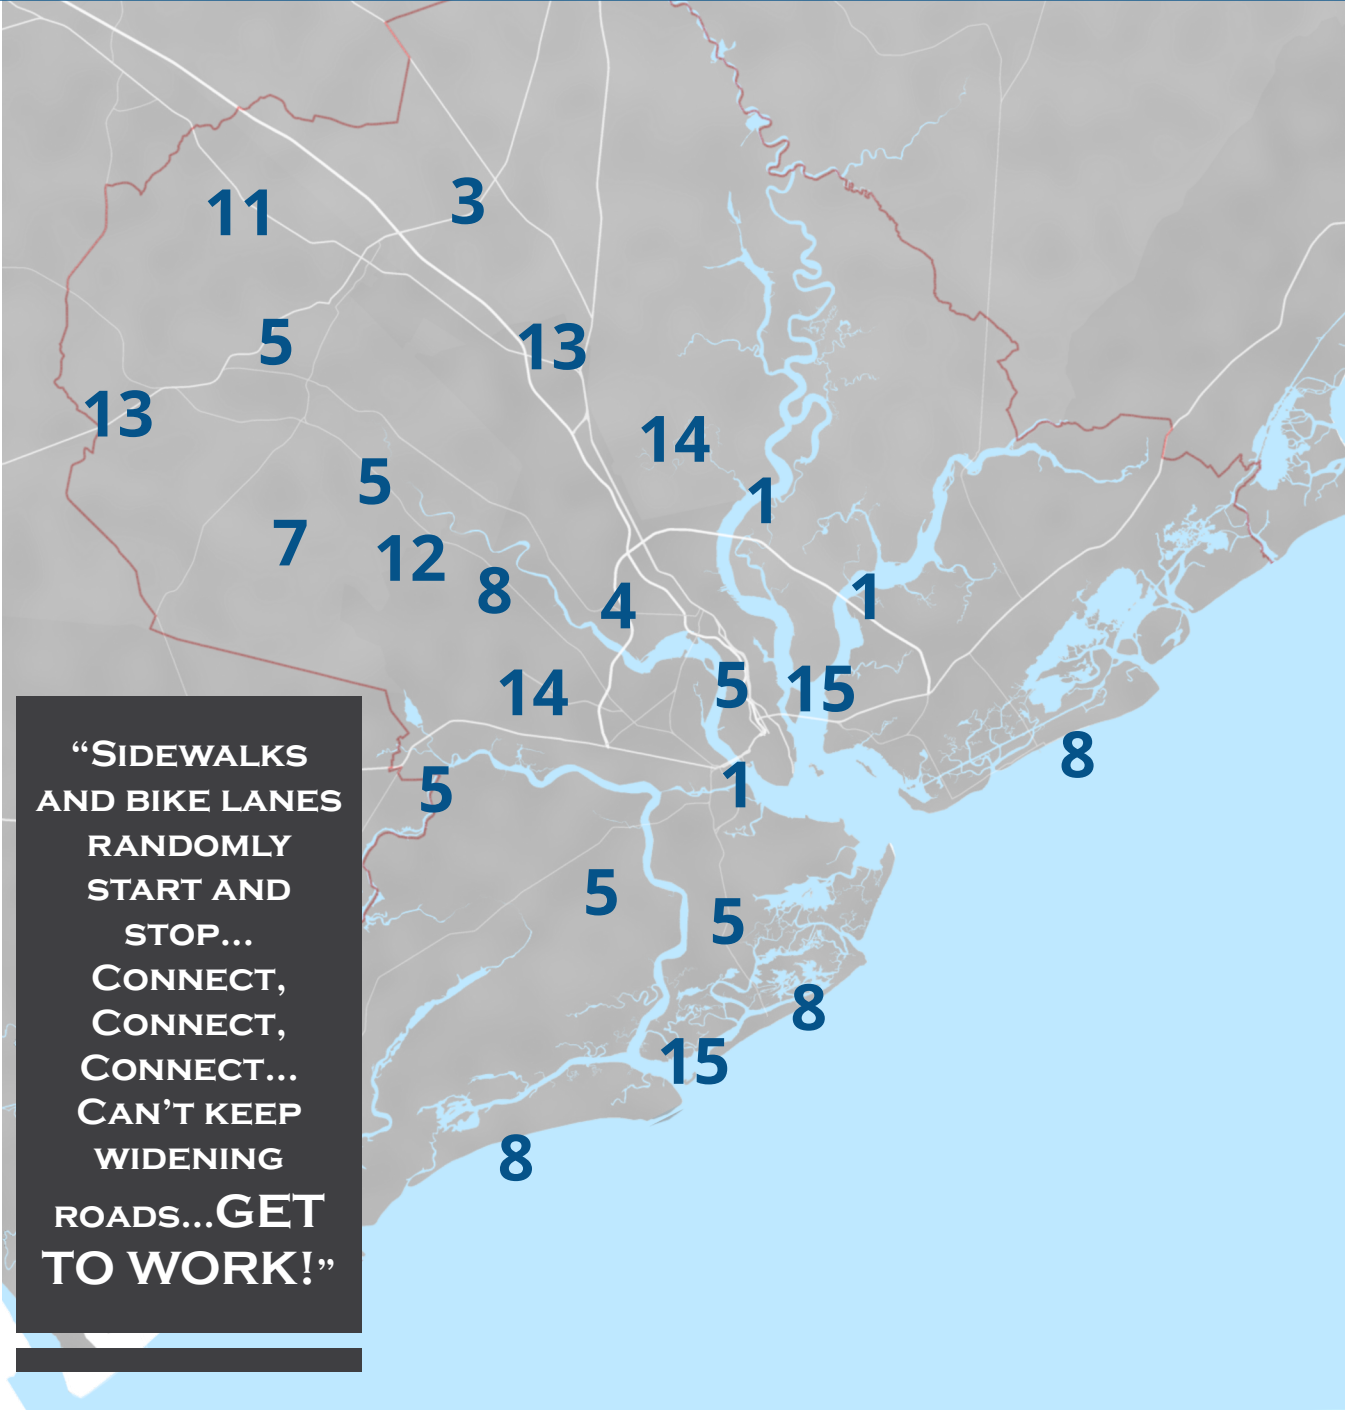 11
3
5
13
13
14
5
1
7
12
8
4
1
5
15
14
8
5
1
5
5
8
15
8
“Sidewalks
and bike lanes
randomly
start and
stop...
Connect,
Connect,
Connect...
Can’t keep
widening
roads...GET
TO WORK!”